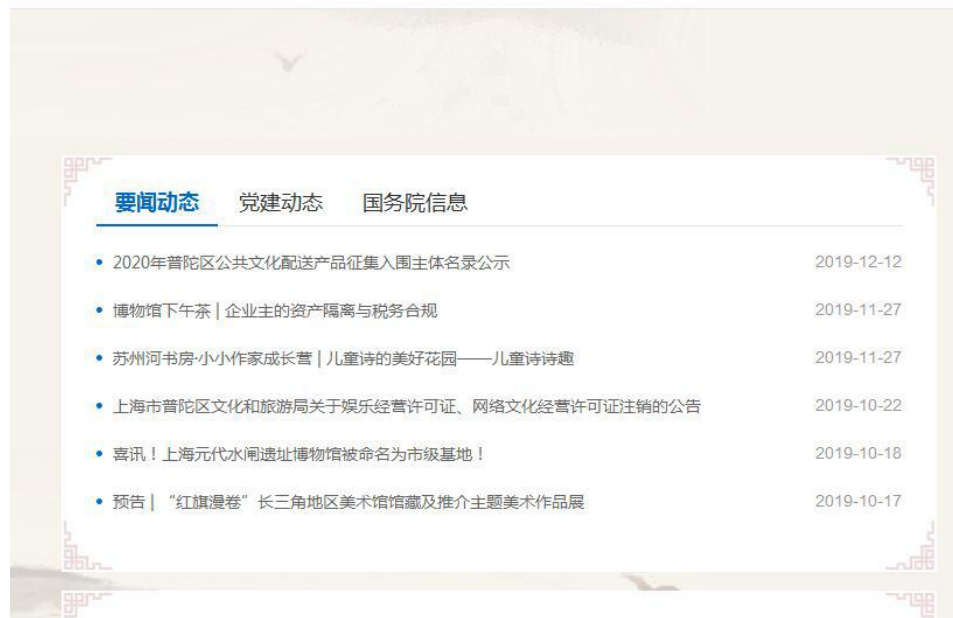 要闻动态 党建动态 国务院信息
2020年普陀区公共文化配送产品征集入围主体名录公示 2019-12-12
博物馆下午茶 | 企业主的资产隔离与税务合规 2019-11-27
苏州河书房·小小作家成长营 | 儿童诗的美好花园——儿童诗诗趣 2019-11-27
上海市普陀区文化和旅游局关于娱乐经营许可证、网络文化经营许可证注销的公告 2019-10-22
喜讯！上海元代水闸遗址博物馆被命名为市级基地！ 2019-10-18
预告 | “红旗漫卷”长三角地区美术馆馆藏及推介主题美术作品展 2019-10-17